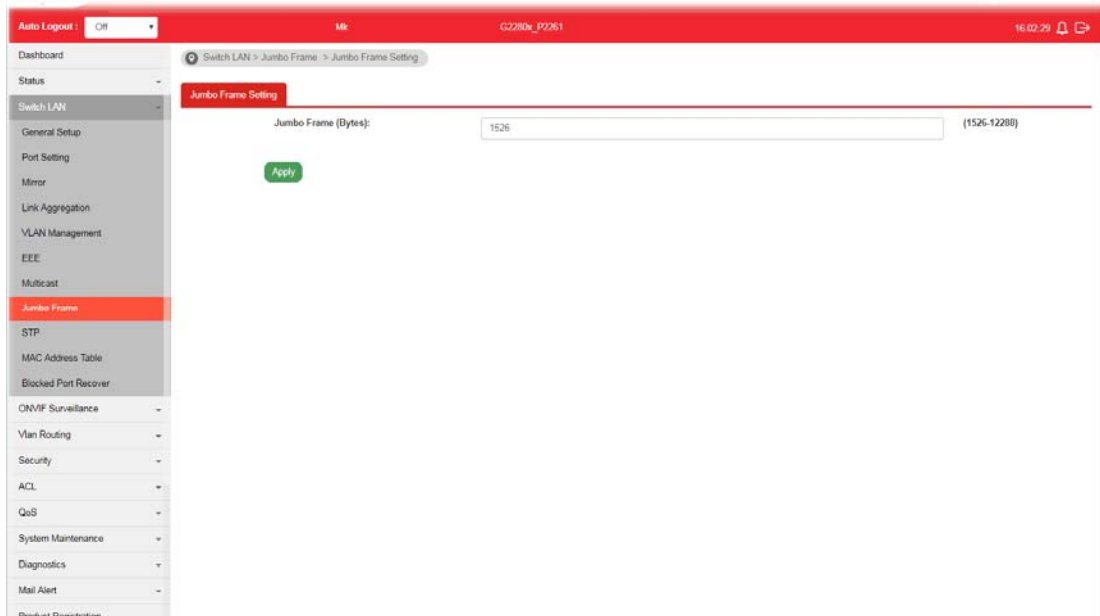 Auto Logout : Off Mk G2280x_P2261 16:02:29
Dashboard
Switch LAN > Jumbo Frame > Jumbo Frame Setting
Status
Jumbo Frame Setting
Switch LAN
Jumbo Frame (Bytes): 1526 (1526-12288)
General Setup
Port Setting
Apply
Mirror
Link Aggregation
VLAN Management
EEE
Multicast
Jumbo Frame
STP
MAC Address Table
Blocked Port Recover
ONVIF Surveillance
Vlan Routing
Security
ACL
QoS
System Maintenance
Diagnostics
Mail Alert
Product Registration